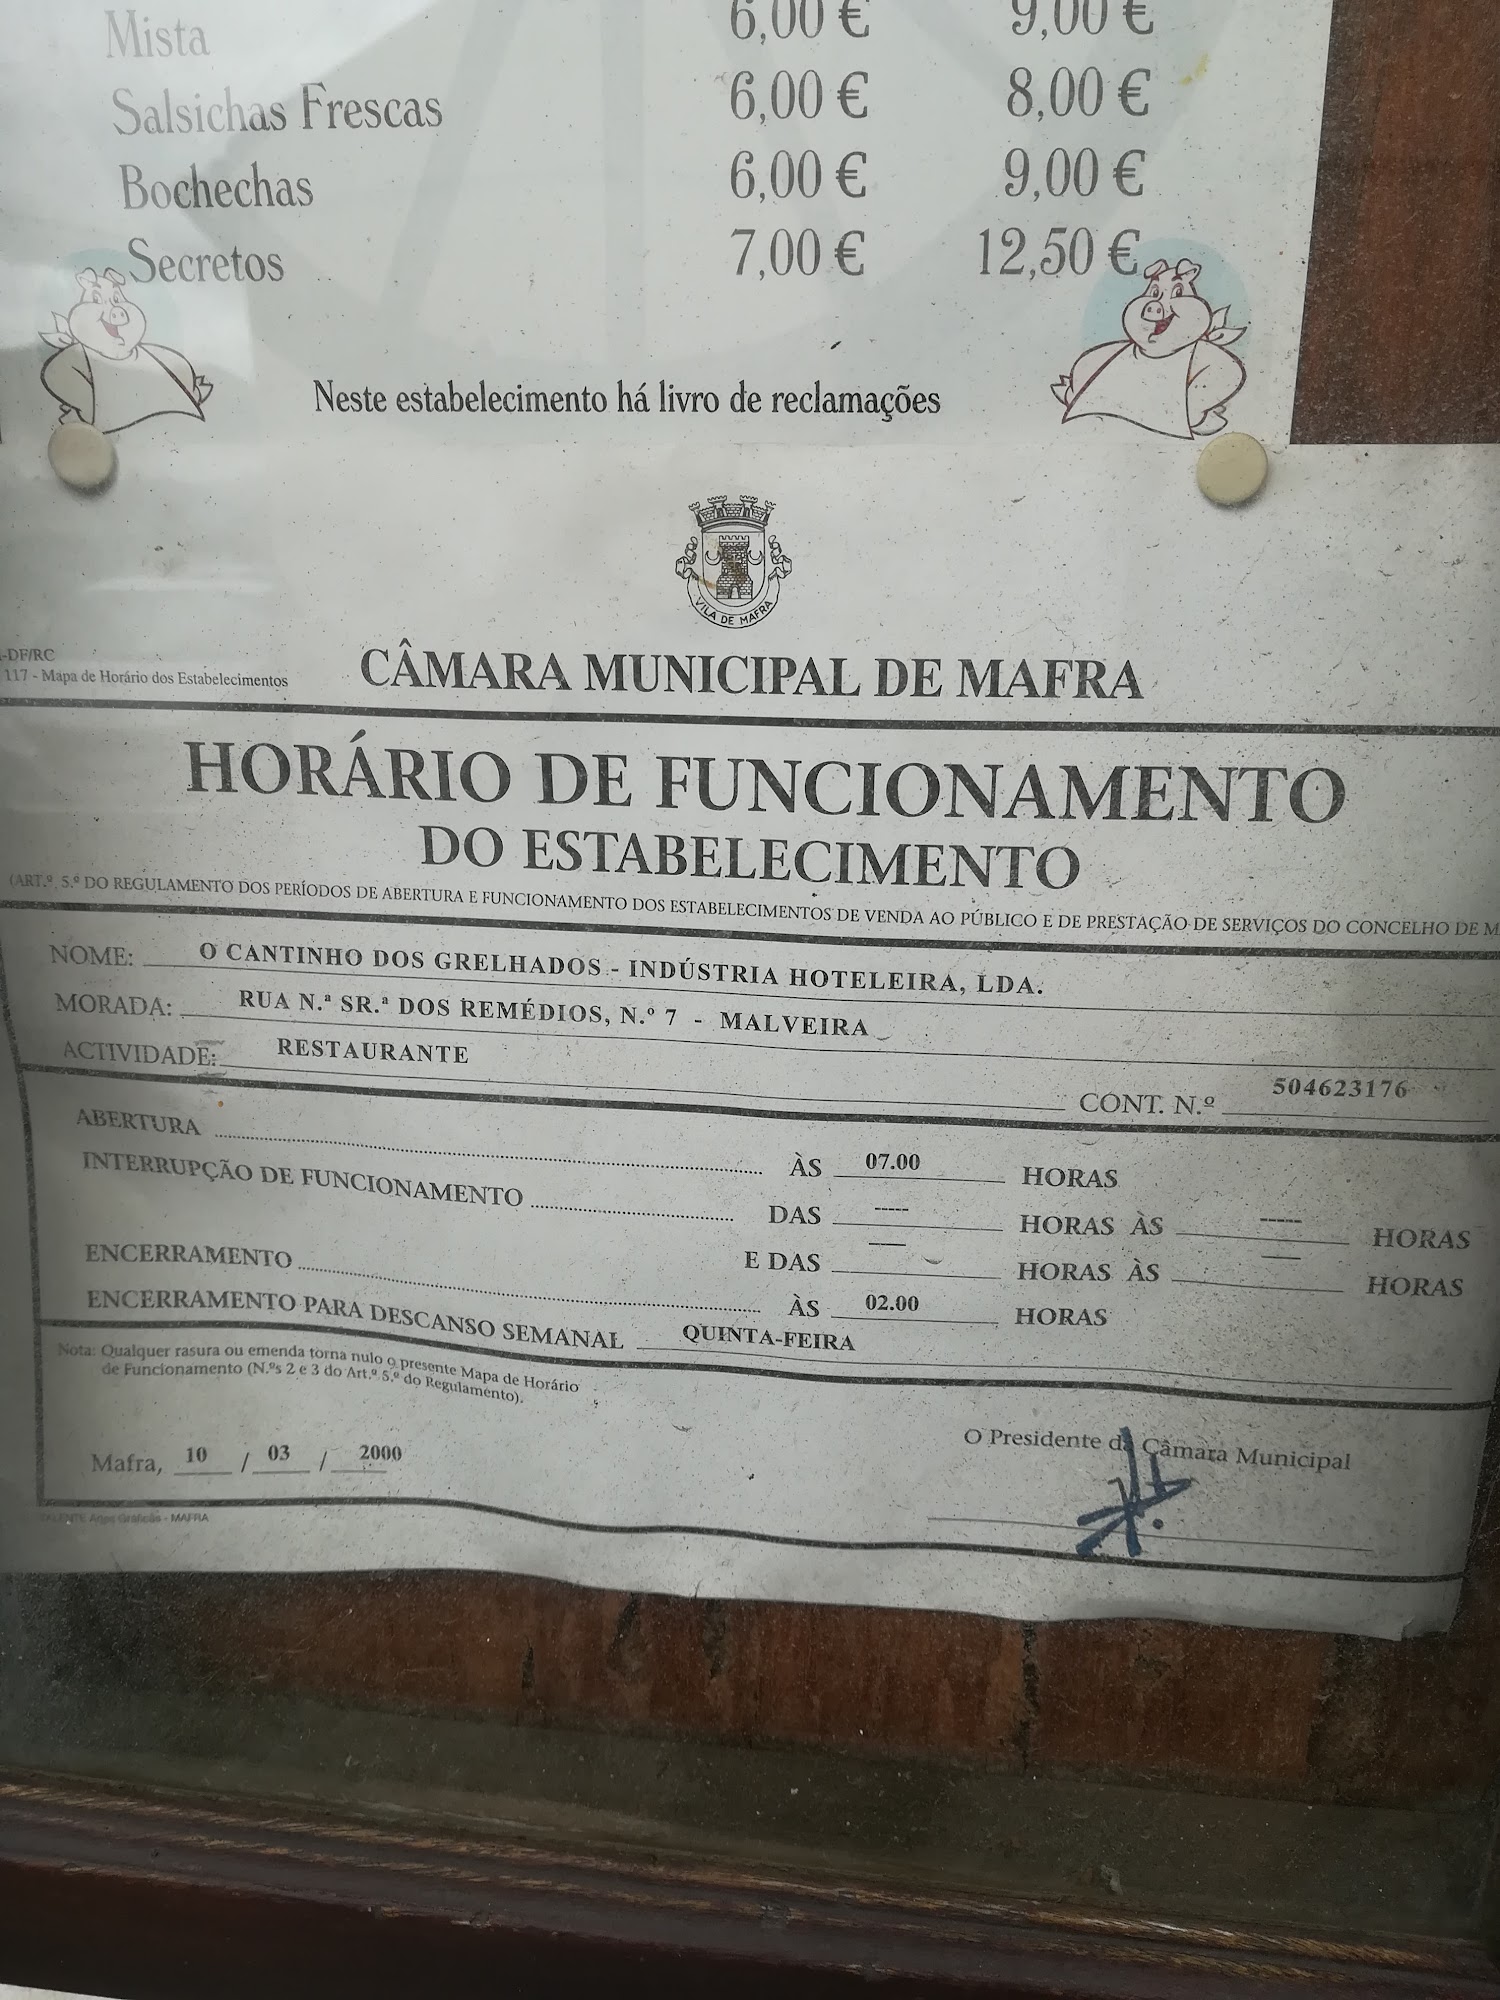 Mista 6,00 € 9,00 €
Salsichas Frescas 6,00 € 8,00 €
Bochechas 6,00 € 9,00 €
Secretos 7,00 € 12,50 €
Neste estabelecimento há livro de reclamações
VILA DE MAFRA
-DF/RC
117 - Mapa de Horário dos Estabelecimentos
CÂMARA MUNICIPAL DE MAFRA
HORÁRIO DE FUNCIONAMENTO
DO ESTABELECIMENTO
(ART.º 5.º DO REGULAMENTO DOS PERÍODOS DE ABERTURA E FUNCIONAMENTO DOS ESTABELECIMENTOS DE VENDA AO PÚBLICO E DE PRESTAÇÃO DE SERVIÇOS DO CONCELHO DE M
NOME: O CANTINHO DOS GRELHADOS - INDÚSTRIA HOTELEIRA, LDA.
MORADA: RUA N.ª SR.ª DOS REMÉDIOS, N.º 7 - MALVEIRA
ACTIVIDADE: RESTAURANTE
CONT. N.º 504623176
ABERTURA ÀS 07.00 HORAS
INTERRUPÇÃO DE FUNCIONAMENTO DAS ----- HORAS ÀS ----- HORAS
E DAS HORAS ÀS HORAS
ENCERRAMENTO ÀS 02.00 HORAS
ENCERRAMENTO PARA DESCANSO SEMANAL QUINTA-FEIRA
Nota: Qualquer rasura ou emenda torna nulo o presente Mapa de Horário
de Funcionamento (N.ºs 2 e 3 do Art.º 5.º do Regulamento).
Mafra, 10 / 03 / 2000
O Presidente da Câmara Municipal
Artes Gráficas - MAFRA